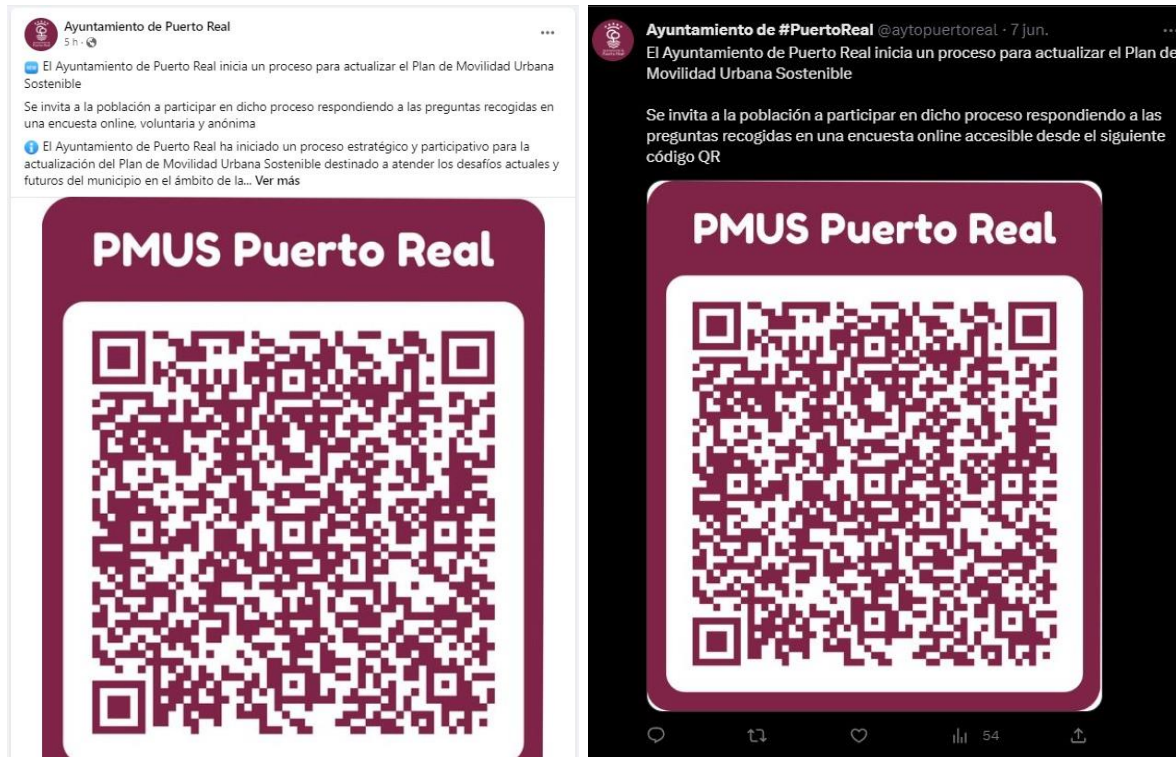 Ayuntamiento de Puerto Real
5 h ·
NEW El Ayuntamiento de Puerto Real inicia un proceso para actualizar el Plan de Movilidad Urbana
Sostenible
Se invita a la población a participar en dicho proceso respondiendo a las preguntas recogidas en
una encuesta online, voluntaria y anónima
El Ayuntamiento de Puerto Real ha iniciado un proceso estratégico y participativo para la
actualización del Plan de Movilidad Urbana Sostenible destinado a atender los desafíos actuales y
futuros del municipio en el ámbito de la... Ver más
PMUS Puerto Real
Ayuntamiento de #PuertoReal @aytopuertoreal · 7 jun.
El Ayuntamiento de Puerto Real inicia un proceso para actualizar el Plan de
Movilidad Urbana Sostenible
Se invita a la población a participar en dicho proceso respondiendo a las
preguntas recogidas en una encuesta online accesible desde el siguiente
código QR
PMUS Puerto Real
54